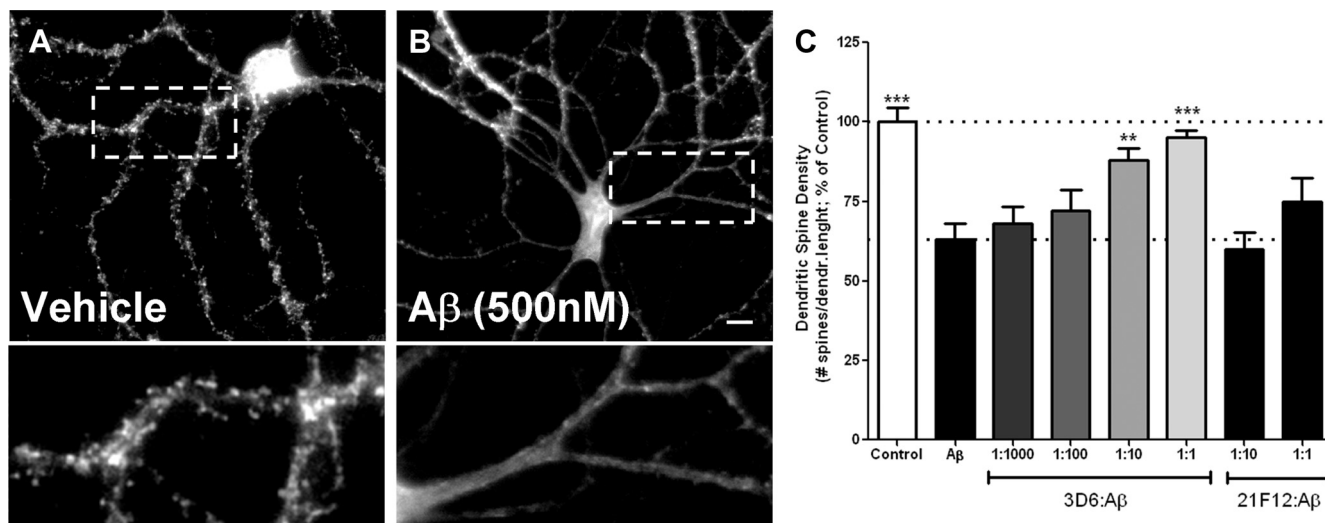 A
Vehicle
B
Aβ (500nM)
C
Dendritic Spine Density
(# spines/dendr.lenght; % of Control)
125
100
75
50
25
0
***
**
***
Control
Aβ
1:1000
1:100
1:10
1:1
1:10
1:1
3D6:Aβ
21F12:Aβ